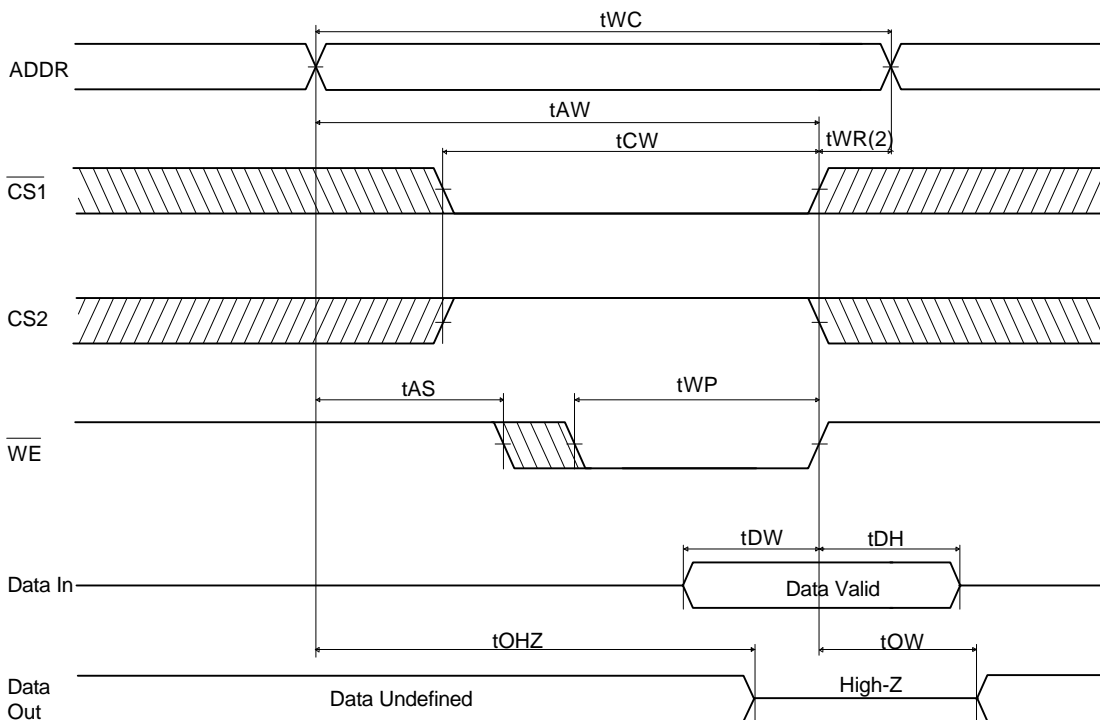 tWC
ADDR
tAW
tCW
tWR(2)
CS1
CS2
tAS
tWP
WE
tDW
tDH
Data In
Data Valid
tOHZ
tOW
Data
Out
Data Undefined
High-Z